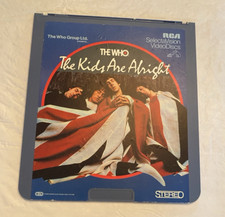 The Who Group Ltd.
RCA
SelectaVision
VideoDiscs
THE WHO
The Kids Are Alright
STEREO